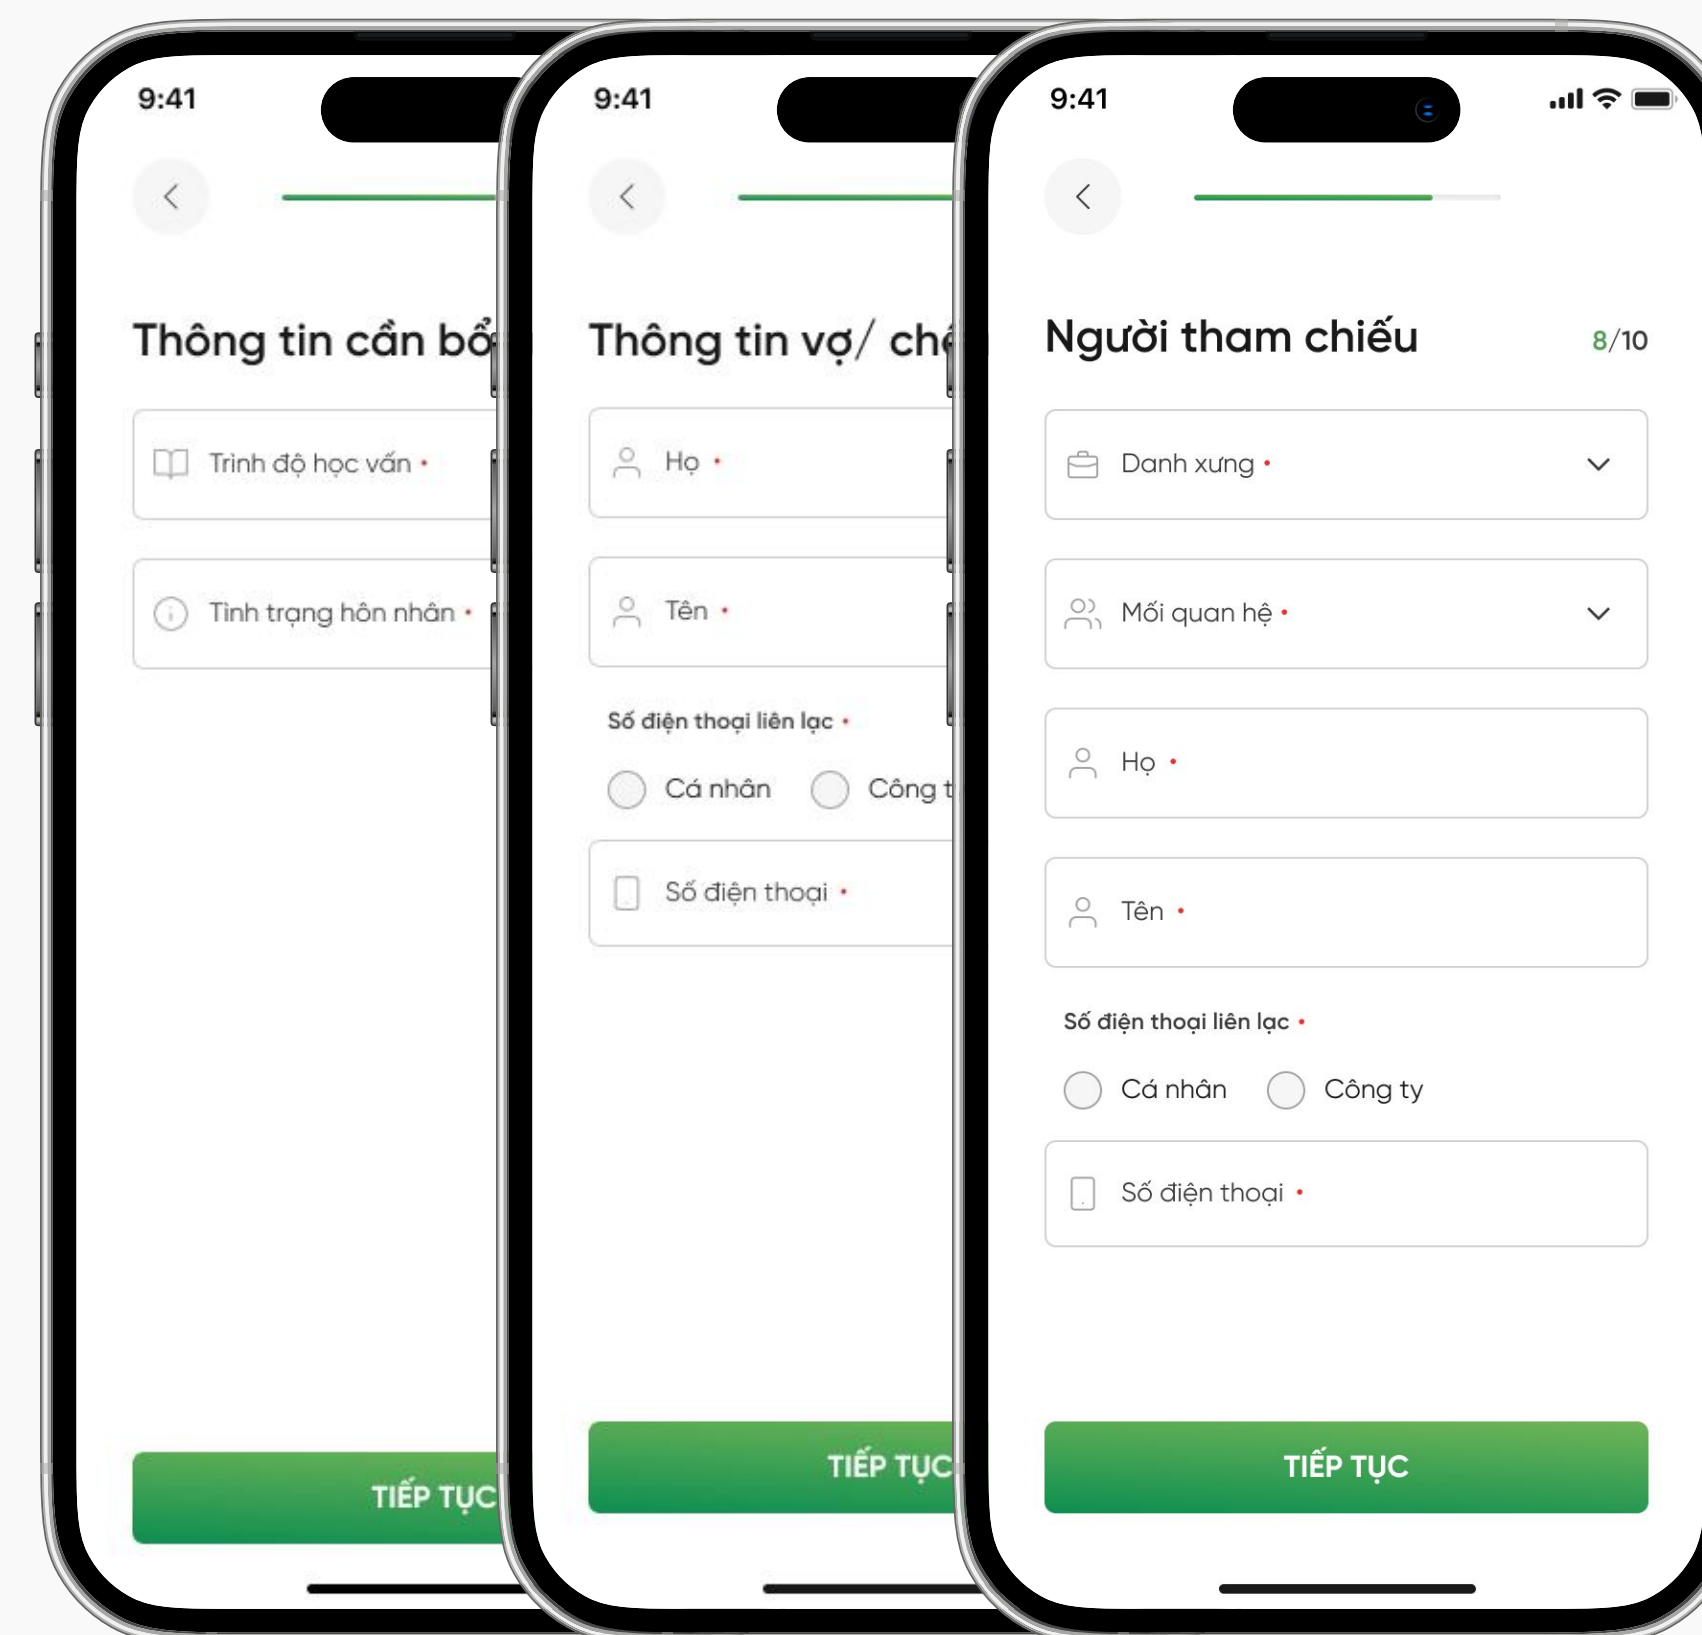 9:41
Thông tin cần bổ
Trình độ học vấn •
Tình trạng hôn nhân •
TIẾP TỤC
9:41
Thông tin vợ/
Họ •
Tên •
Số điện thoại liên lạc •
Cá nhân Công
Số điện thoại •
TIẾP TỤC
9:41
Người tham chiếu 8/10
Danh xưng •
Mối quan hệ •
Họ •
Tên •
Số điện thoại liên lạc •
Cá nhân Công ty
Số điện thoại •
TIẾP TỤC